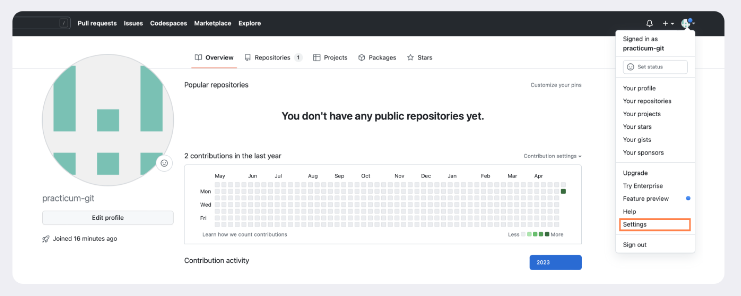 / Pull requests Issues Codespaces Marketplace Explore
Signed in as
practicum-git
Set status
Your profile
Your repositories
Your projects
Your stars
Your gists
Your sponsors
Upgrade
Try Enterprise
Feature preview
Help
Settings
Sign out
Overview Repositories 1 Projects Packages Stars
practicum-git
Edit profile
Joined 16 minutes ago
Popular repositories Customize your pins
You don't have any public repositories yet.
2 contributions in the last year Contribution settings
May Jun Jul Aug Sep Oct Nov Dec Jan Feb Mar Apr
Mon
Wed
Fri
Learn how we count contributions Less More
Contribution activity 2023